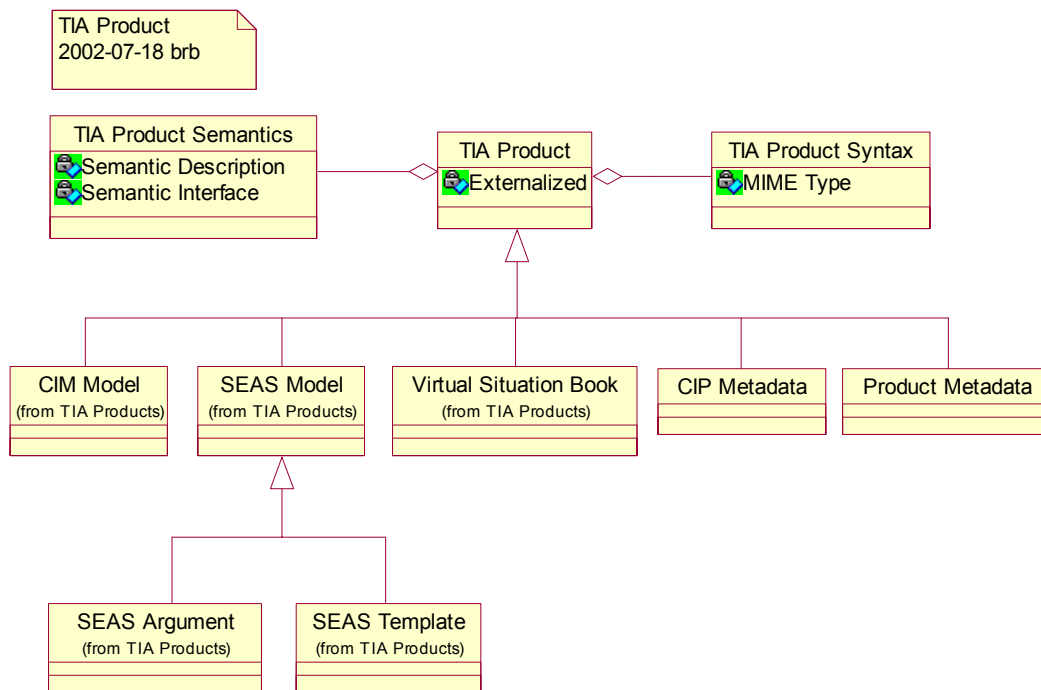 TIA Product
2002-07-18 brb
TIA Product Semantics
Semantic Description
Semantic Interface
TIA Product
Externalized
TIA Product Syntax
MIME Type
CIM Model
(from TIA Products)
SEAS Model
(from TIA Products)
Virtual Situation Book
(from TIA Products)
CIP Metadata
Product Metadata
SEAS Argument
(from TIA Products)
SEAS Template
(from TIA Products)